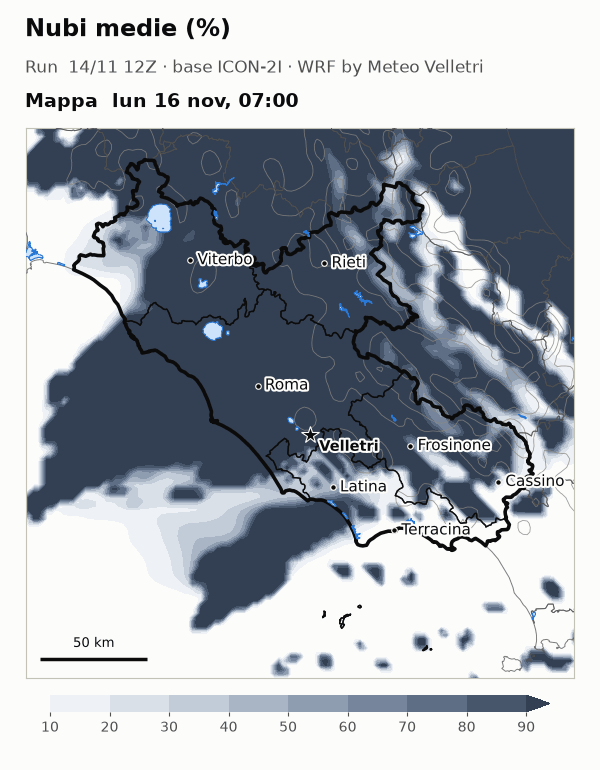 Nubi medie (%)
Run  14/11 12Z · base ICON-2I · WRF by Meteo Velletri
Mappa  lun 16 nov, 07:00
Viterbo
Rieti
Roma
Velletri
Frosinone
Latina
Cassino
Terracina
50 km
10 20 30 40 50 60 70 80 90